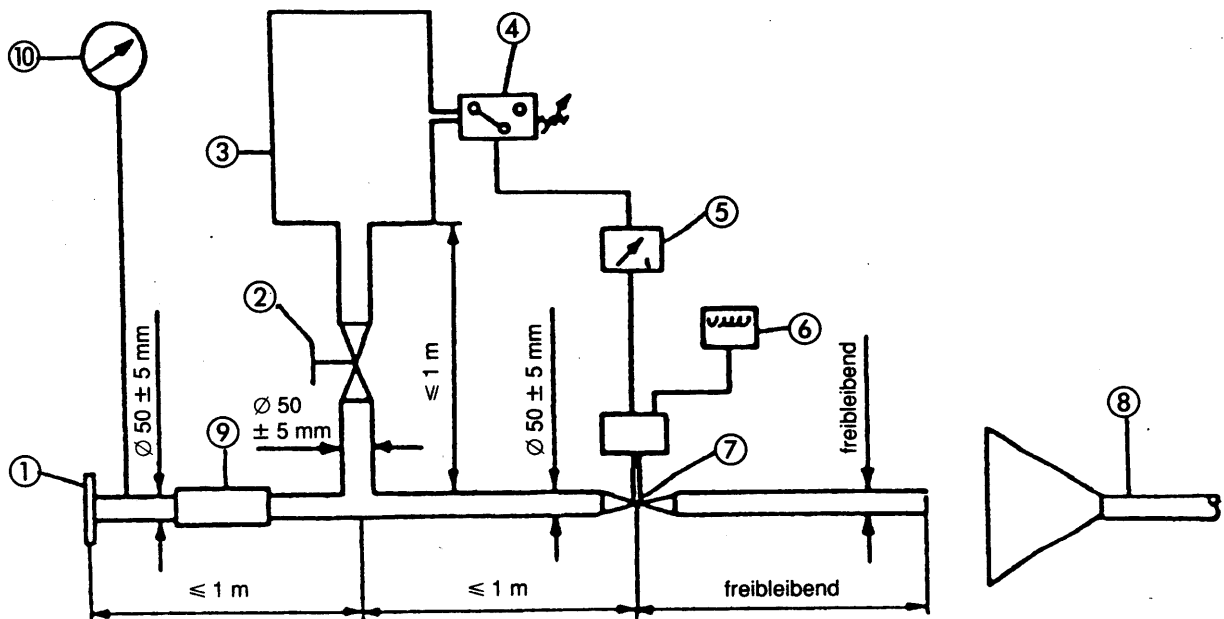 ⑩
④
③
⑤
②
⑥
⑧
Ø 50 ± 5 mm
Ø 50
± 5 mm
≤ 1 m
Ø 50 ± 5 mm
freibleibend
⑨
⑦
①
≤ 1 m
≤ 1 m
freibleibend